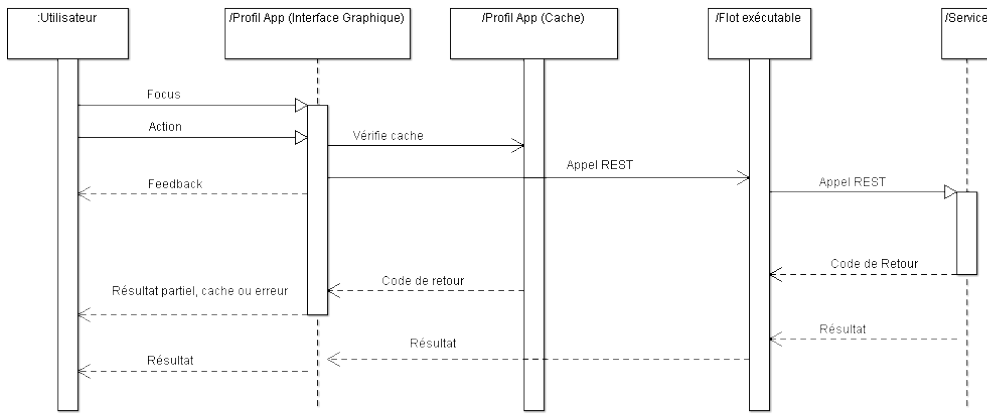 :Utilisateur
/Profil App (Interface Graphique)
/Profil App (Cache)
/Flot exécutable
/Service
Focus
Action
Vérifie cache
Appel REST
Feedback
Appel REST
Code de Retour
Code de retour
Résultat partiel, cache ou erreur
Résultat
Résultat
Résultat